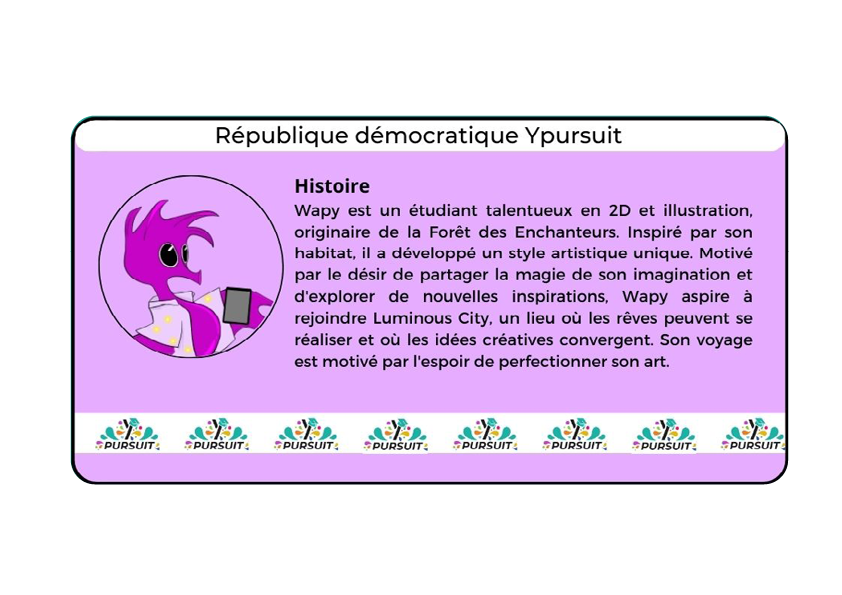 République démocratique Ypursuit
Histoire
Wapy est un étudiant talentueux en 2D et illustration,
originaire de la Forêt des Enchanteurs. Inspiré par son
habitat, il a développé un style artistique unique. Motivé
par le désir de partager la magie de son imagination et
d'explorer de nouvelles inspirations, Wapy aspire à
rejoindre Luminous City, un lieu où les rêves peuvent se
réaliser et où les idées créatives convergent. Son voyage
est motivé par l'espoir de perfectionner son art.
Y Y Y Y Y Y Y Y
PURSUIT PURSUIT PURSUIT PURSUIT PURSUIT PURSUIT PURSUIT PURSUIT